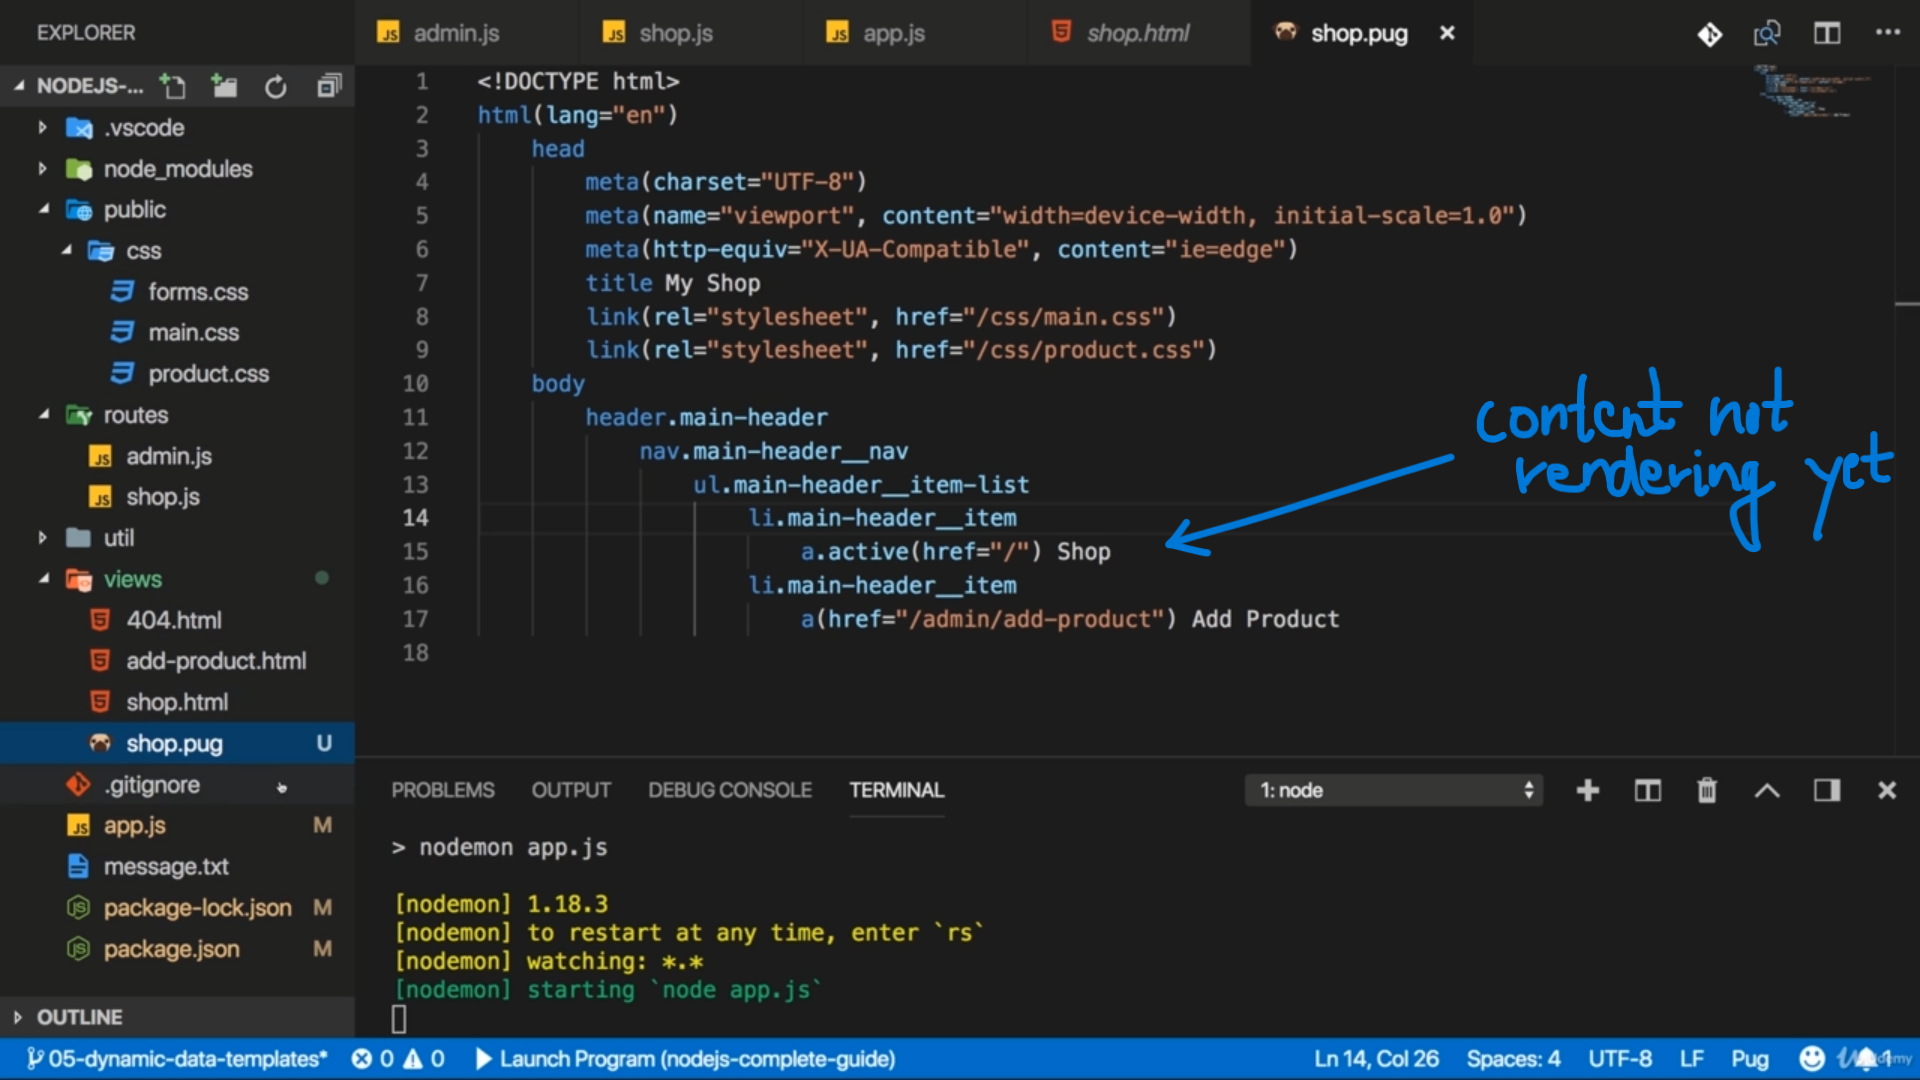 EXPLORER
admin.js
shop.js
app.js
shop.html
shop.pug
NODEJS-...
.vscode
node_modules
public
css
forms.css
main.css
product.css
routes
admin.js
shop.js
util
views
404.html
add-product.html
shop.html
shop.pug U
.gitignore
app.js M
message.txt
package-lock.json M
package.json M
OUTLINE
1 <!DOCTYPE html>
2 html(lang="en")
3 head
4 meta(charset="UTF-8")
5 meta(name="viewport", content="width=device-width, initial-scale=1.0")
6 meta(http-equiv="X-UA-Compatible", content="ie=edge")
7 title My Shop
8 link(rel="stylesheet", href="/css/main.css")
9 link(rel="stylesheet", href="/css/product.css")
10 body
11 header.main-header
12 nav.main-header__nav
13 ul.main-header__item-list
14 li.main-header__item
15 a.active(href="/") Shop
16 li.main-header__item
17 a(href="/admin/add-product") Add Product
18
content not
rendering yet
PROBLEMS OUTPUT DEBUG CONSOLE TERMINAL 1: node
> nodemon app.js
[nodemon] 1.18.3
[nodemon] to restart at any time, enter `rs`
[nodemon] watching: *.*
[nodemon] starting `node app.js`
05-dynamic-data-templates* 0 0 Launch Program (nodejs-complete-guide) Ln 14, Col 26 Spaces: 4 UTF-8 LF Pug 1